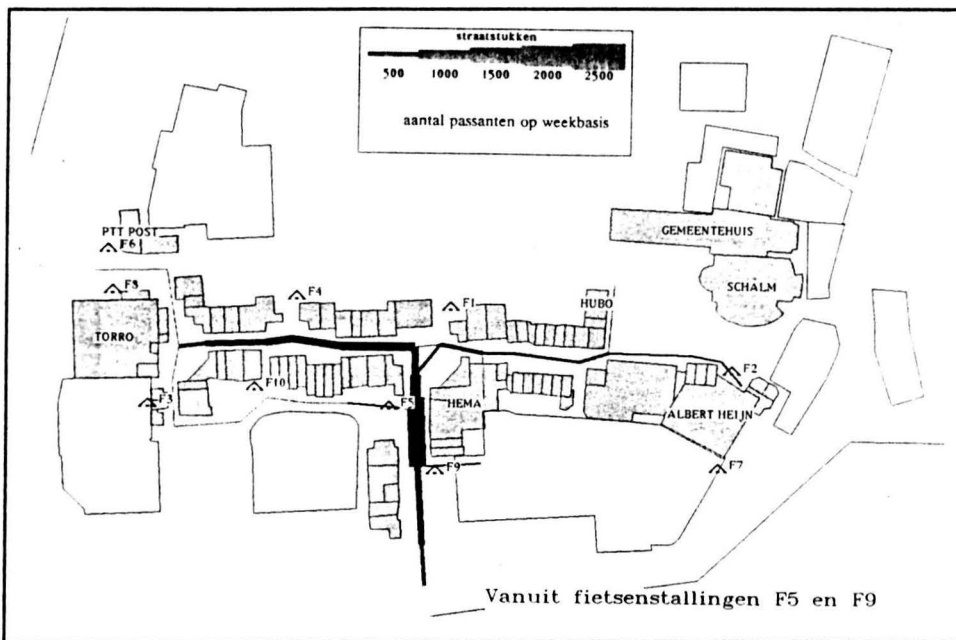 straatstukken
500 1000 1500 2000 2500
aantal passanten op weekbasis
PTT POST
F6
GEMEENTEHUIS
SCHALM
F8
F4
F1
HUBO
TORRO
F2
F10
F3
F5
HEMA
ALBERT HEIJN
F9
F7
Vanuit fietsenstallingen F5 en F9